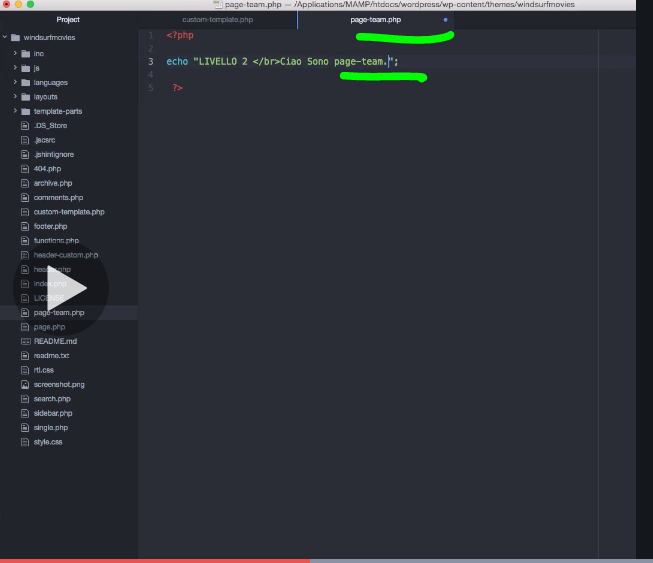 page-team.php — /Applications/MAMP/htdocs/wordpress/wp-content/themes/windsurfmovies
Project
custom-template.php
page-team.php
windsurfmovies
inc
js
languages
layouts
template-parts
.DS_Store
.jscsrc
.jshintignore
404.php
archive.php
comments.php
custom-template.php
footer.php
functions.php
header-custom.php
header.php
index.php
LICENSE
page-team.php
page.php
README.md
readme.txt
rtl.css
screenshot.png
search.php
sidebar.php
single.php
style.css
1 <?php
2
3 echo "LIVELLO 2 </br>Ciao Sono page-team.";
4
5 ?>